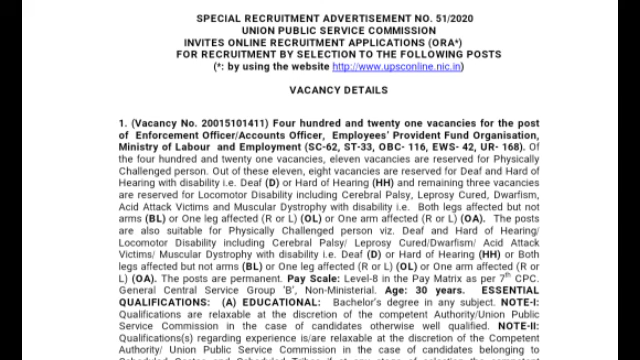 SPECIAL RECRUITMENT ADVERTISEMENT NO. 51/2020
UNION PUBLIC SERVICE COMMISSION
INVITES ONLINE RECRUITMENT APPLICATIONS (ORA*)
FOR RECRUITMENT BY SELECTION TO THE FOLLOWING POSTS
(*: by using the website http://www.upsconline.nic.in)
VACANCY DETAILS
1. (Vacancy No. 20015101411) Four hundred and twenty one vacancies for the post
of Enforcement Officer/Accounts Officer, Employees' Provident Fund Organisation,
Ministry of Labour and Employment (SC-62, ST-33, OBC- 116, EWS- 42, UR- 168). Of
the four hundred and twenty one vacancies, eleven vacancies are reserved for Physically
Challenged person. Out of these eleven, eight vacancies are reserved for Deaf and Hard of
Hearing with disability i.e. Deaf (D) or Hard of Hearing (HH) and remaining three vacancies
are reserved for Locomotor Disability including Cerebral Palsy, Leprosy Cured, Dwarfism,
Acid Attack Victims and Muscular Dystrophy with disability i.e. Both legs affected but not
arms (BL) or One leg affected (R or L) (OL) or One arm affected (R or L) (OA). The posts
are also suitable for Physically Challenged person viz. Deaf and Hard of Hearing/
Locomotor Disability including Cerebral Palsy/ Leprosy Cured/Dwarfism/ Acid Attack
Victims/ Muscular Dystrophy with disability i.e. Deaf (D) or Hard of Hearing (HH) or Both
legs affected but not arms (BL) or One leg affected (R or L) (OL) or One arm affected (R or
L) (OA). The posts are permanent. Pay Scale: Level-8 in the Pay Matrix as per 7th CPC.
General Central Service Group 'B', Non-Ministerial. Age: 30 years. ESSENTIAL
QUALIFICATIONS: (A) EDUCATIONAL: Bachelor's degree in any subject. NOTE-I:
Qualifications are relaxable at the discretion of the competent Authority/Union Public
Service Commission in the case of candidates otherwise well qualified. NOTE-II:
Qualifications(s) regarding experience is/are relaxable at the discretion of the Competent
Authority/ Union Public Service Commission in the case of candidates belonging to